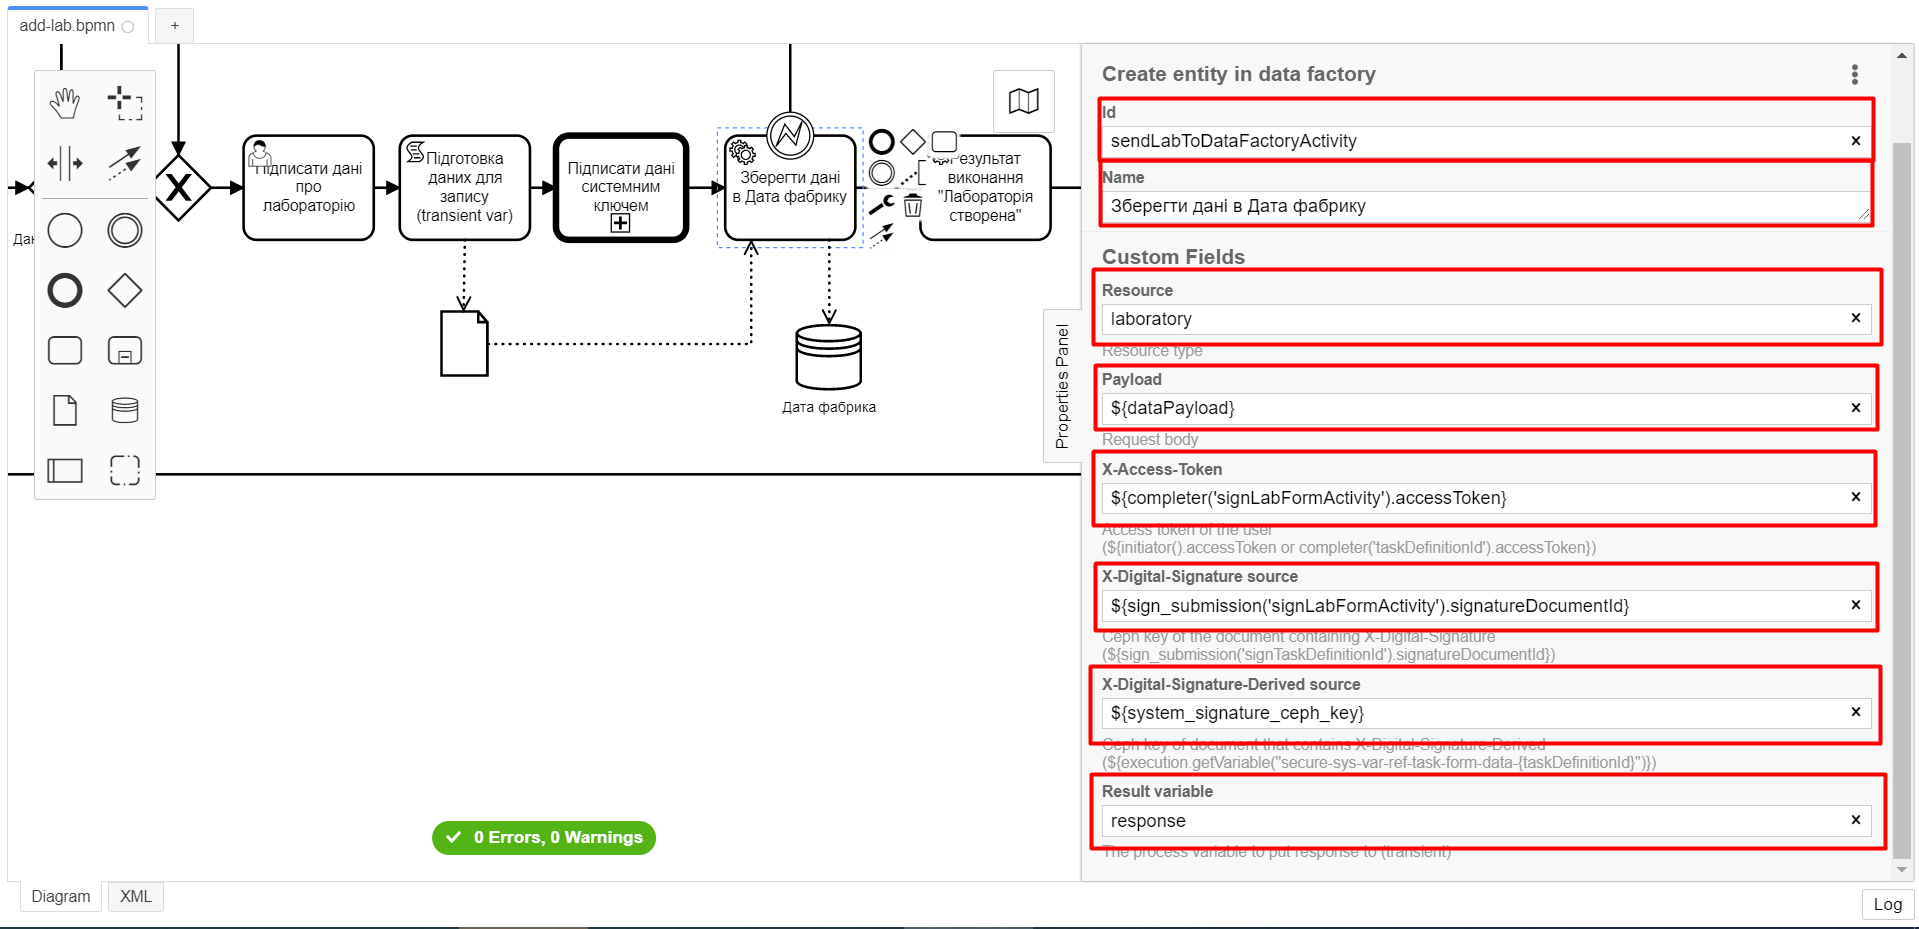 add-lab.bpmn
+
Підписати дані
про
лабораторію
Підготовка
даних для
запису
(transient var)
Підписати дані
системним
ключем
Зберегти дані
в Дата фабрику
виконання
"Лабораторія
створена"
Дата фабрика
0 Errors, 0 Warnings
Diagram
XML
Properties Panel
Create entity in data factory
Id
sendLabToDataFactoryActivity
Name
Зберегти дані в Дата фабрику
Custom Fields
Resource
laboratory
Resource type
Payload
${dataPayload}
Request body
X-Access-Token
${completer('signLabFormActivity').accessToken}
Access token of the user
(${initiator().accessToken or completer('taskDefinitionId').accessToken})
X-Digital-Signature source
${sign_submission('signLabFormActivity').signatureDocumentId}
Ceph key of the document containing X-Digital-Signature
(${sign_submission('signTaskDefinitionId').signatureDocumentId})
X-Digital-Signature-Derived source
${system_signature_ceph_key}
Ceph key of document that contains X-Digital-Signature-Derived
(${execution.getVariable("secure-sys-var-ref-task-form-data-{taskDefinitionId}")})
Result variable
response
The process variable to put response to (transient)
Log